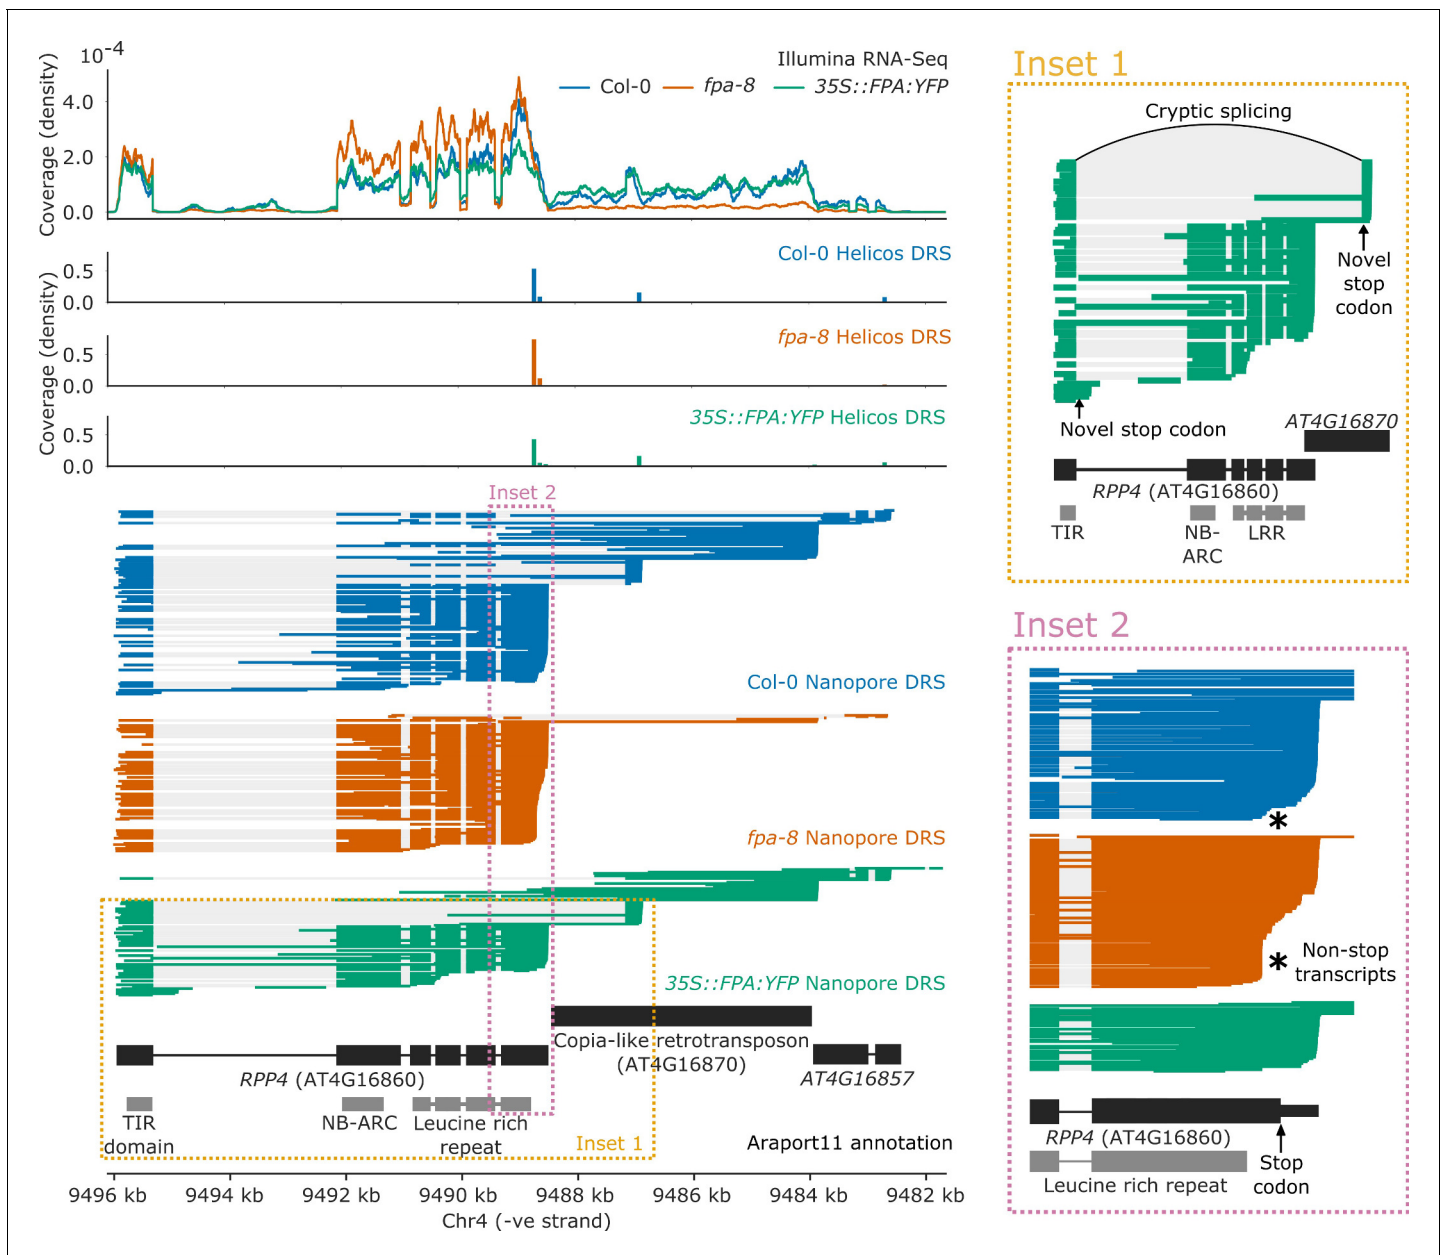 10⁻⁴
Illumina RNA-Seq
Col-0 fpa-8 35S::FPA:YFP
Coverage (density)
4.0
2.0
0.0
Coverage (density)
Col-0 Helicos DRS
0.5
0.0
fpa-8 Helicos DRS
0.5
0.0
35S::FPA:YFP Helicos DRS
0.5
0.0
Inset 2
Col-0 Nanopore DRS
fpa-8 Nanopore DRS
35S::FPA:YFP Nanopore DRS
Copia-like retrotransposon
(AT4G16870)
RPP4 (AT4G16860)
AT4G16857
TIR
domain
NB-ARC
Leucine rich
repeat
Inset 1
Araport11 annotation
9496 kb 9494 kb 9492 kb 9490 kb 9488 kb 9486 kb 9484 kb 9482 kb
Chr4 (-ve strand)
Inset 1
Cryptic splicing
Novel
stop
codon
Novel stop codon
AT4G16870
RPP4 (AT4G16860)
TIR
NB-
ARC
LRR
Inset 2
*
*
Non-stop
transcripts
RPP4 (AT4G16860)
Leucine rich repeat
Stop
codon